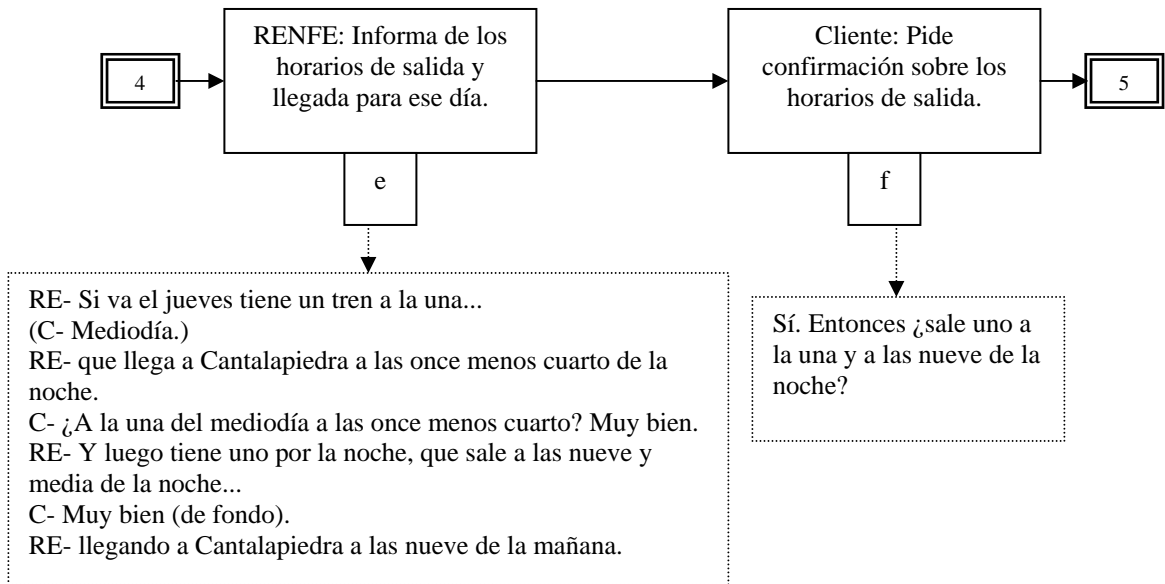 4
RENFE: Informa de los
horarios de salida y
llegada para ese día.
Cliente: Pide
confirmación sobre los
horarios de salida.
5
e
f
RE- Si va el jueves tiene un tren a la una...
(C- Mediodía.)
RE- que llega a Cantalapiedra a las once menos cuarto de la
noche.
C- ¿A la una del mediodía a las once menos cuarto? Muy bien.
RE- Y luego tiene uno por la noche, que sale a las nueve y
media de la noche...
C- Muy bien (de fondo).
RE- llegando a Cantalapiedra a las nueve de la mañana.
Sí. Entonces ¿sale uno a
la una y a las nueve de la
noche?